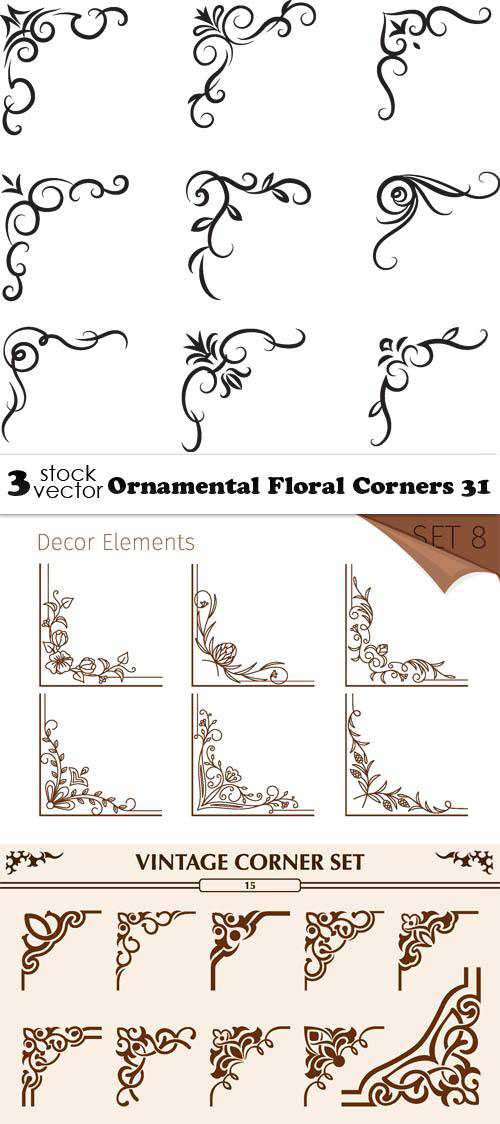 3 stock vector Ornamental Floral Corners 31
Decor Elements
SET 8
VINTAGE CORNER SET
15